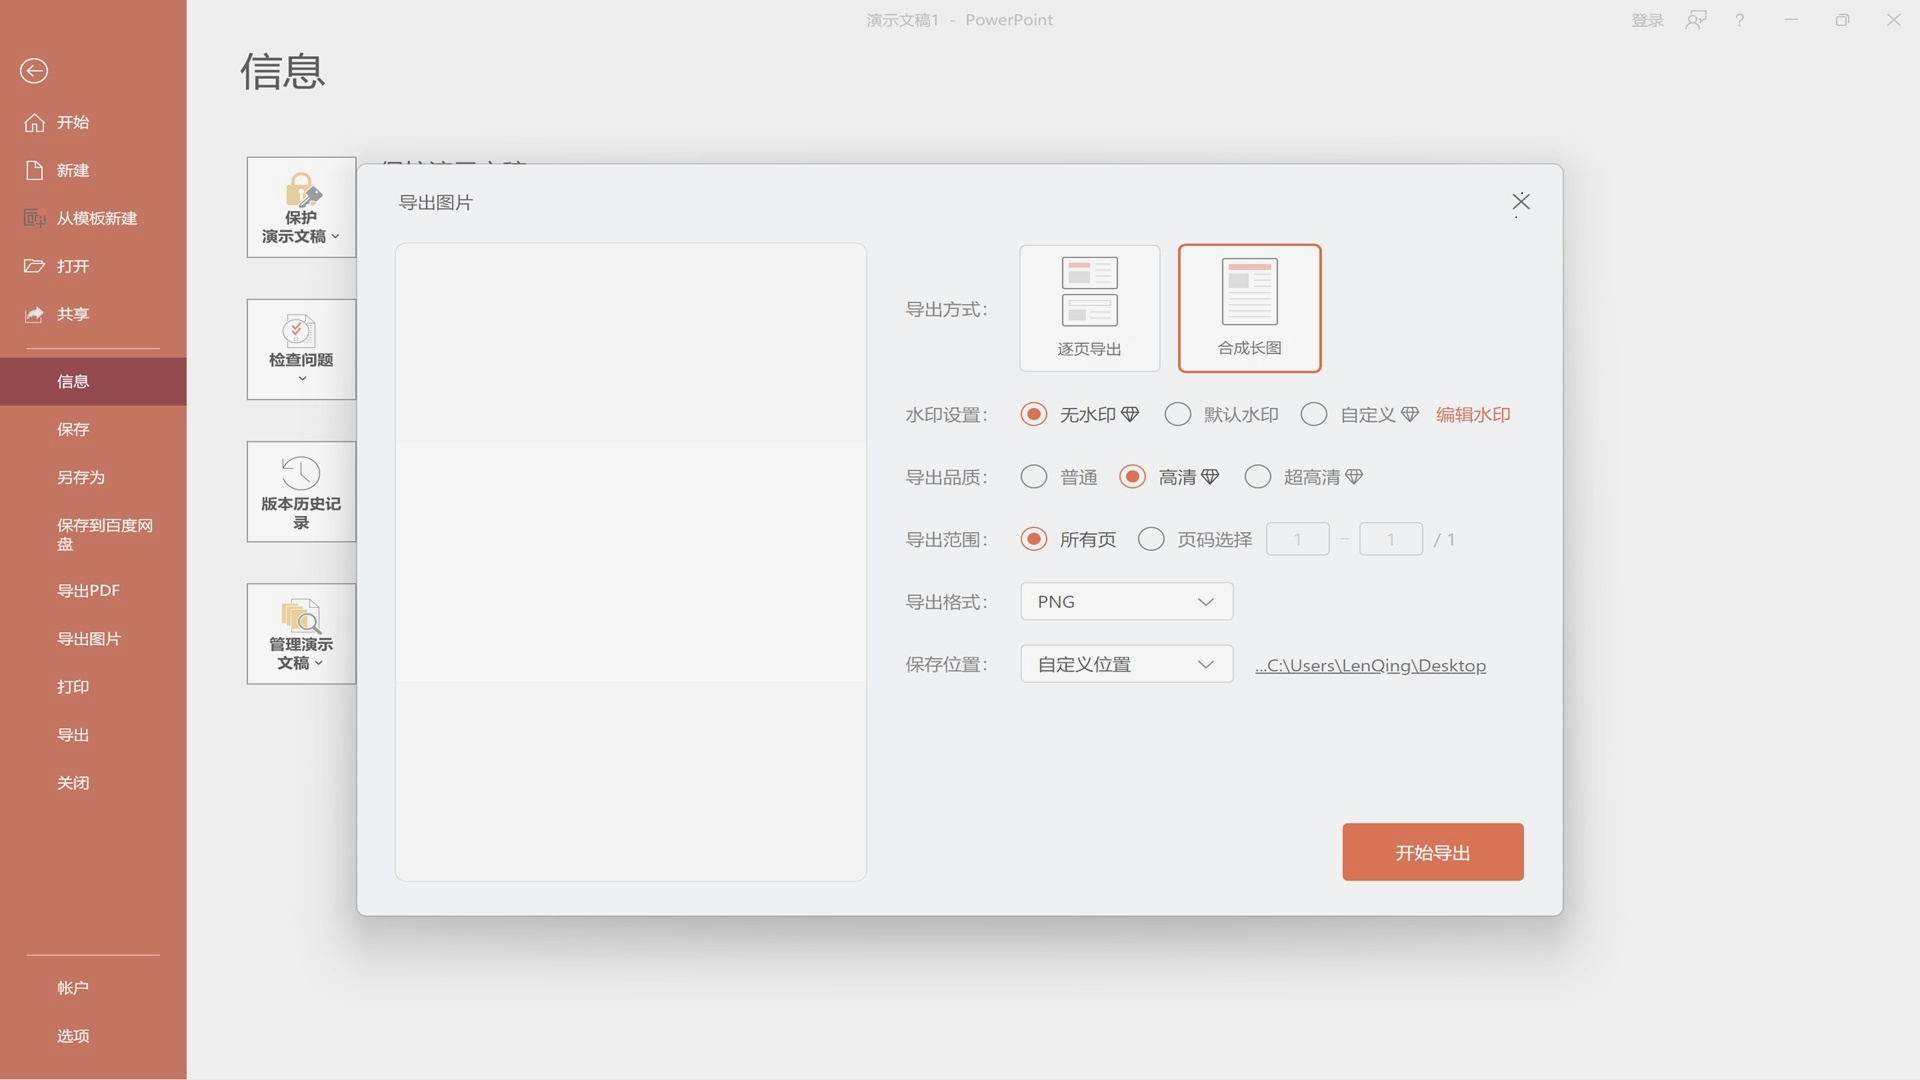 演示文稿1 - PowerPoint
登录
?
信息
开始
新建
从模板新建
打开
共享
信息
保存
另存为
保存到百度网
盘
导出PDF
导出图片
打印
导出
关闭
帐户
选项
保护
演示文稿
检查问题
版本历史记
录
管理演示
文稿
保护演示文稿
导出图片
导出方式：
逐页导出
合成长图
水印设置：
无水印
默认水印
自定义
编辑水印
导出品质：
普通
高清
超高清
导出范围：
所有页
页码选择
1 - 1 / 1
导出格式：
PNG
保存位置：
自定义位置
...C:\Users\LenQing\Desktop
开始导出